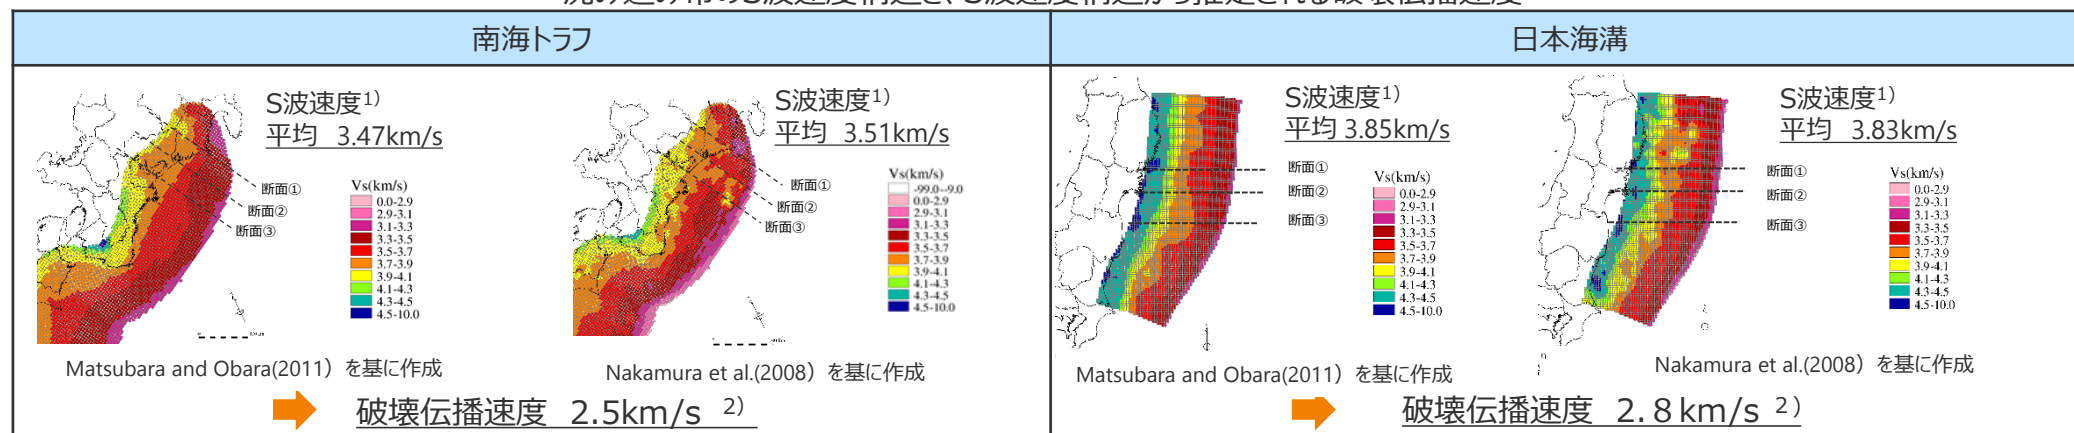 南海トラフ
日本海溝
S波速度1)
平均 3.47km/s
断面①
断面②
断面③
Vs(km/s)
0.0-2.9
2.9-3.1
3.1-3.3
3.3-3.5
3.5-3.7
3.7-3.9
3.9-4.1
4.1-4.3
4.3-4.5
4.5-10.0
Matsubara and Obara(2011) を基に作成
S波速度1)
平均 3.51km/s
断面①
断面②
断面③
Vs(km/s)
-99.0--9.0
0.0-2.9
2.9-3.1
3.1-3.3
3.3-3.5
3.5-3.7
3.7-3.9
3.9-4.1
4.1-4.3
4.3-4.5
4.5-10.0
Nakamura et al.(2008) を基に作成
破壊伝播速度 2.5km/s 2)
S波速度1)
平均 3.85km/s
断面①
断面②
断面③
Vs(km/s)
0.0-2.9
2.9-3.1
3.1-3.3
3.3-3.5
3.5-3.7
3.7-3.9
3.9-4.1
4.1-4.3
4.3-4.5
4.5-10.0
Matsubara and Obara(2011) を基に作成
S波速度1)
平均 3.83km/s
断面①
断面②
断面③
Vs(km/s)
0.0-2.9
2.9-3.1
3.1-3.3
3.3-3.5
3.5-3.7
3.7-3.9
3.9-4.1
4.1-4.3
4.3-4.5
4.5-10.0
Nakamura et al.(2008) を基に作成
破壊伝播速度 2.8km/s 2)